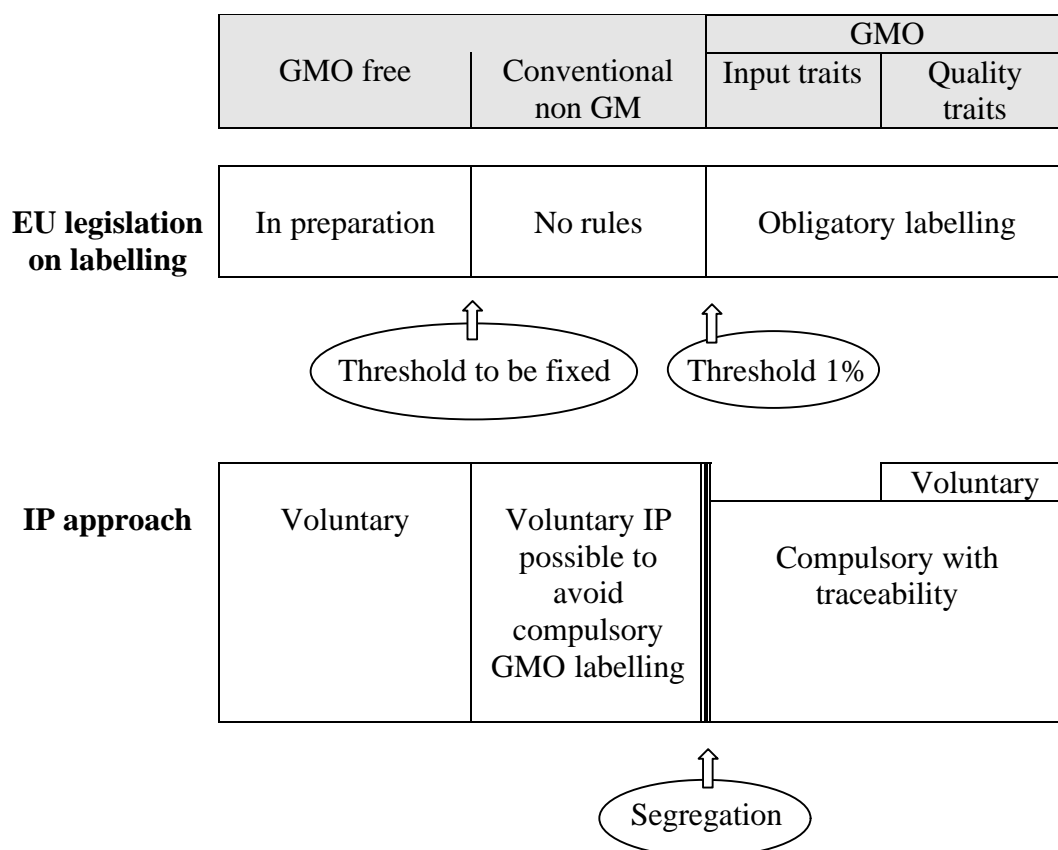 GMO
GMO free
Conventional
non GM
Input traits
Quality
traits
EU legislation
on labelling
In preparation
No rules
Obligatory labelling
Threshold to be fixed
Threshold 1%
IP approach
Voluntary
Voluntary IP
possible to
avoid
compulsory
GMO labelling
Voluntary
Compulsory with
traceability
Segregation